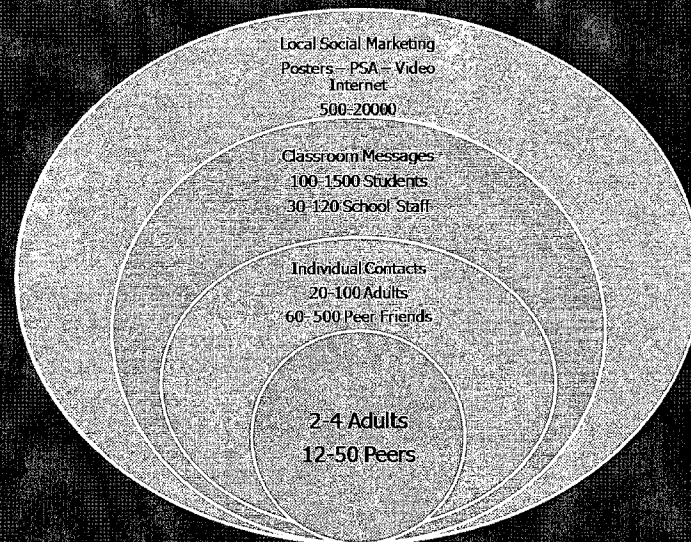 Local Social Marketing
Posters – PSA – Video
Internet
500-20000
Classroom Messages
100-1500 Students
30-120 School Staff
Individual Contacts
20-100 Adults
60-500 Peer Friends
2-4 Adults
12-50 Peers